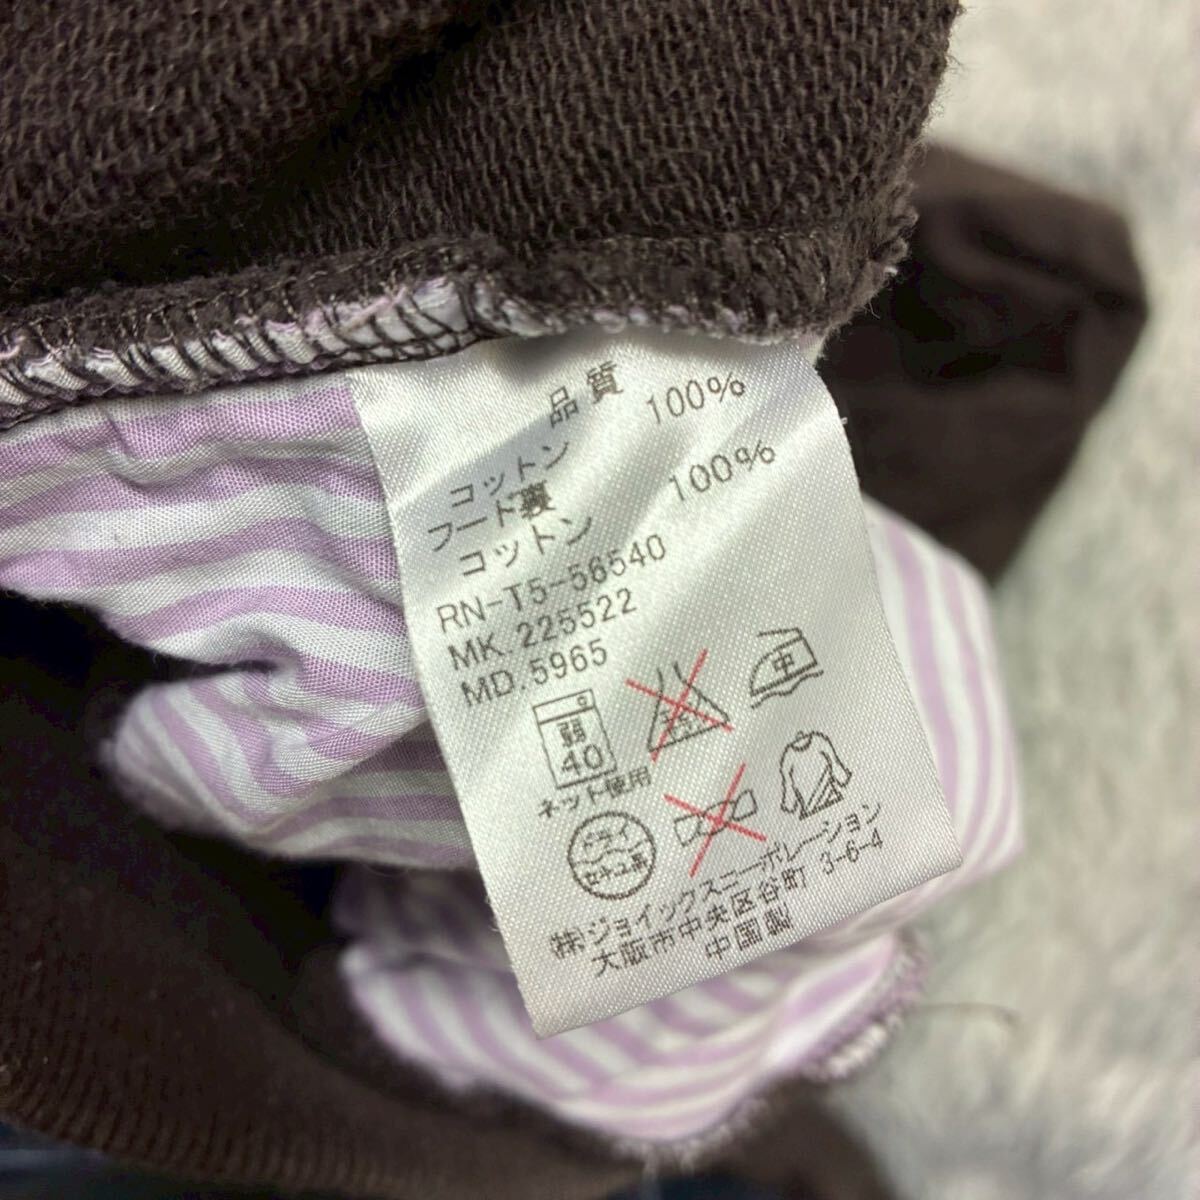 品質
コットン 100%
フード裏
コットン 100%
RN-T5-56540
MK.225522
MD.5965
弱
40
中
ネット使用
ドライ
セキユ系
(株)ジョイックスコーポレーション
大阪市中央区谷町 3-6-4
中国製